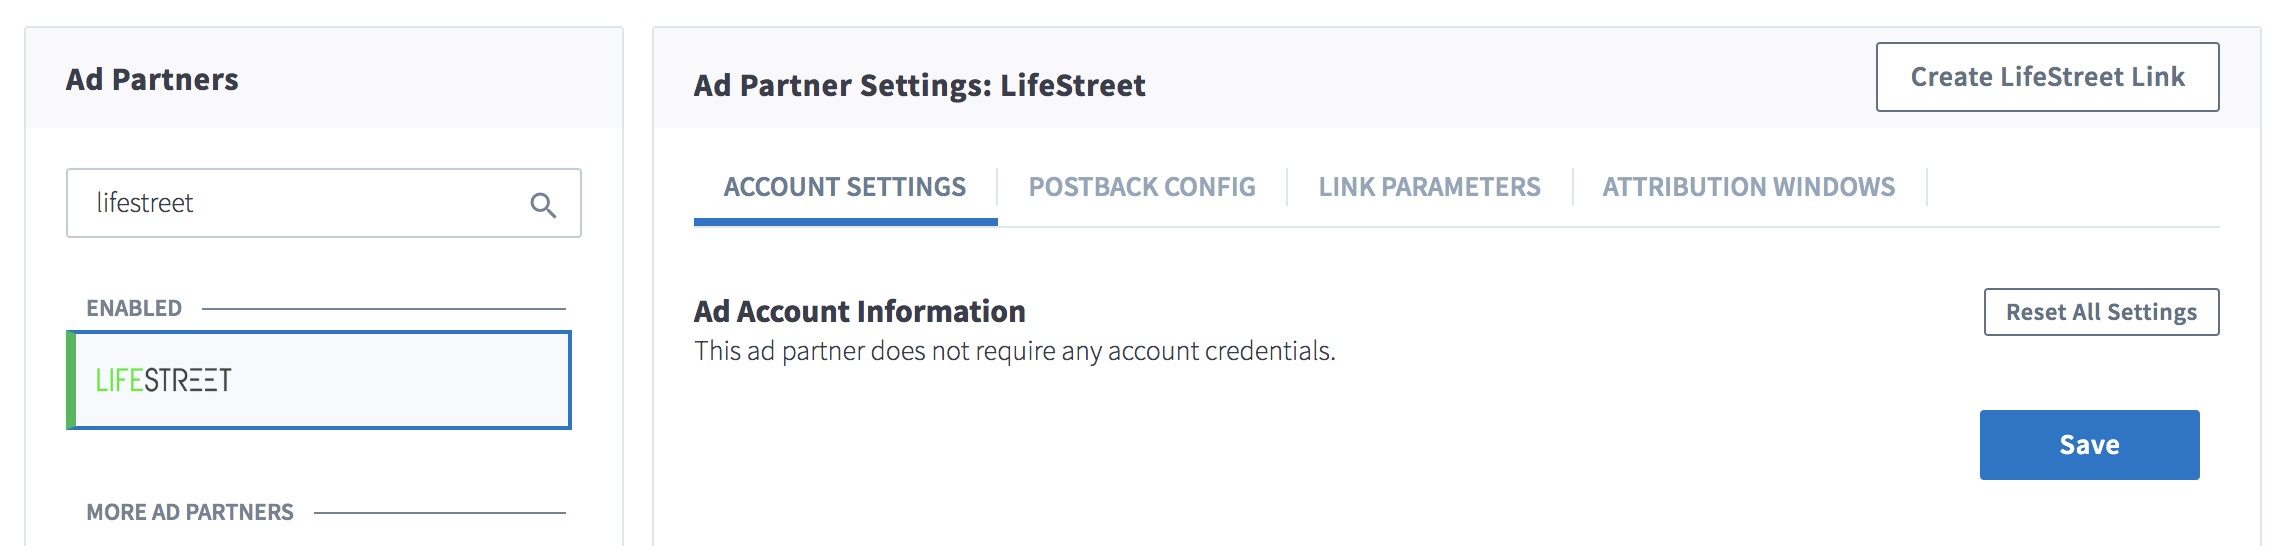 Ad Partners
lifestreet
ENABLED
LIFESTREET
MORE AD PARTNERS
Ad Partner Settings: LifeStreet
Create LifeStreet Link
ACCOUNT SETTINGS
POSTBACK CONFIG
LINK PARAMETERS
ATTRIBUTION WINDOWS
Ad Account Information
Reset All Settings
This ad partner does not require any account credentials.
Save